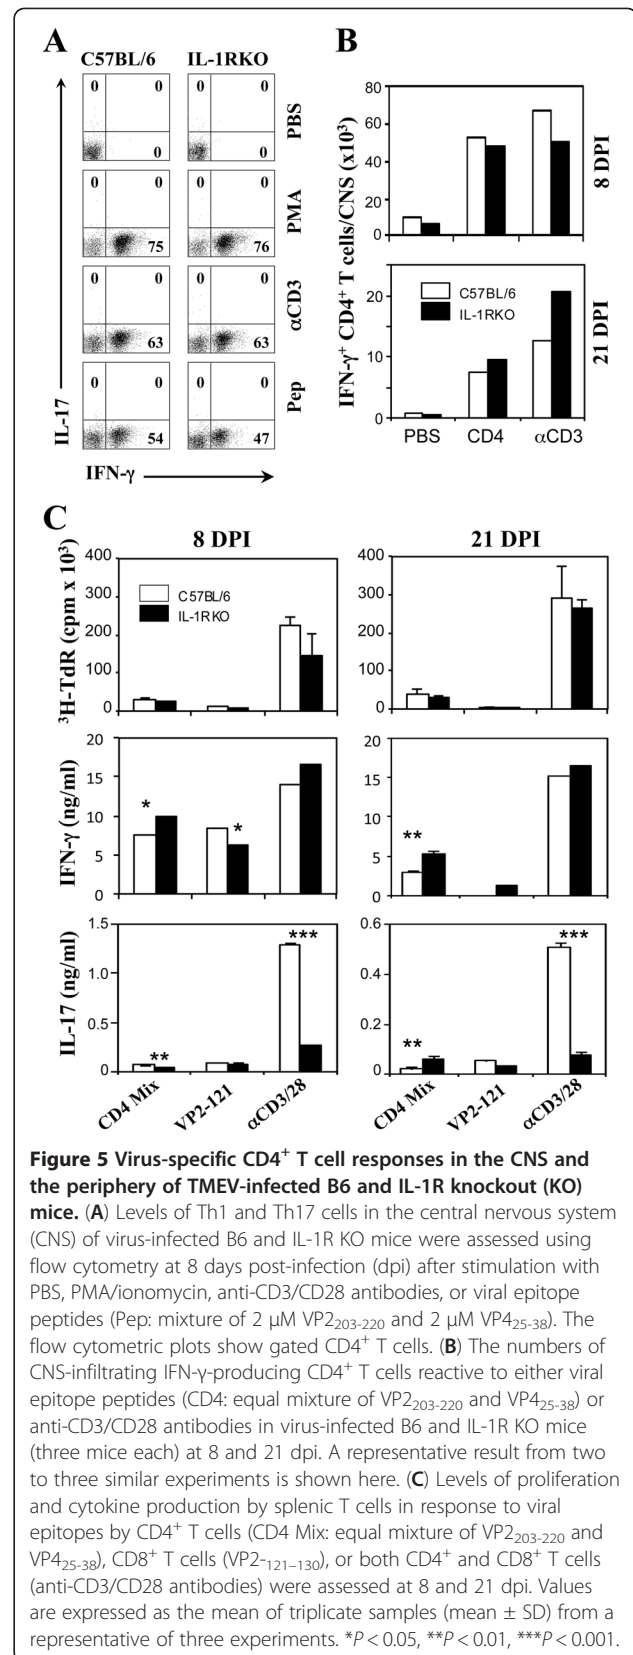 A
C57BL/6 IL-1RKO
0 0 0 0
0 0
PBS
0 0 0 0
75 76
PMA
0 0 0 0
63 63
αCD3
0 0 0 0
54 47
Pep
IL-17
IFN-γ
B
IFN-γ⁺ CD4⁺ T cells/CNS (x10³)
80
60
40
20
0
8 DPI
20
10
0
C57BL/6
IL-1RKO
21 DPI
PBS CD4 αCD3
C
8 DPI 21 DPI
³H-TdR (cpm x 10³)
400
300
200
100
0
C57BL/6
IL-1RKO
400
300
200
100
0
IFN-γ (ng/ml)
20
15
10
5
0
* *
20
15
10
5
0
**
IL-17 (ng/ml)
1.5
1.0
0.5
0
** ***
0.6
0.4
0.2
0
** ***
CD4 Mix VP2-121 αCD3/28
CD4 Mix VP2-121 αCD3/28
Figure 5 Virus-specific CD4⁺ T cell responses in the CNS and
the periphery of TMEV-infected B6 and IL-1R knockout (KO)
mice. (A) Levels of Th1 and Th17 cells in the central nervous system
(CNS) of virus-infected B6 and IL-1R KO mice were assessed using
flow cytometry at 8 days post-infection (dpi) after stimulation with
PBS, PMA/ionomycin, anti-CD3/CD28 antibodies, or viral epitope
peptides (Pep: mixture of 2 μM VP2₂₀₃₋₂₂₀ and 2 μM VP4₂₅₋₃₈). The
flow cytometric plots show gated CD4⁺ T cells. (B) The numbers of
CNS-infiltrating IFN-γ-producing CD4⁺ T cells reactive to either viral
epitope peptides (CD4: equal mixture of VP2₂₀₃₋₂₂₀ and VP4₂₅₋₃₈) or
anti-CD3/CD28 antibodies in virus-infected B6 and IL-1R KO mice
(three mice each) at 8 and 21 dpi. A representative result from two
to three similar experiments is shown here. (C) Levels of proliferation
and cytokine production by splenic T cells in response to viral
epitopes by CD4⁺ T cells (CD4 Mix: equal mixture of VP2₂₀₃₋₂₂₀ and
VP4₂₅₋₃₈), CD8⁺ T cells (VP2-₁₂₁₋₁₃₀), or both CD4⁺ and CD8⁺ T cells
(anti-CD3/CD28 antibodies) were assessed at 8 and 21 dpi. Values
are expressed as the mean of triplicate samples (mean ± SD) from a
representative of three experiments. *P < 0.05, **P < 0.01, ***P < 0.001.